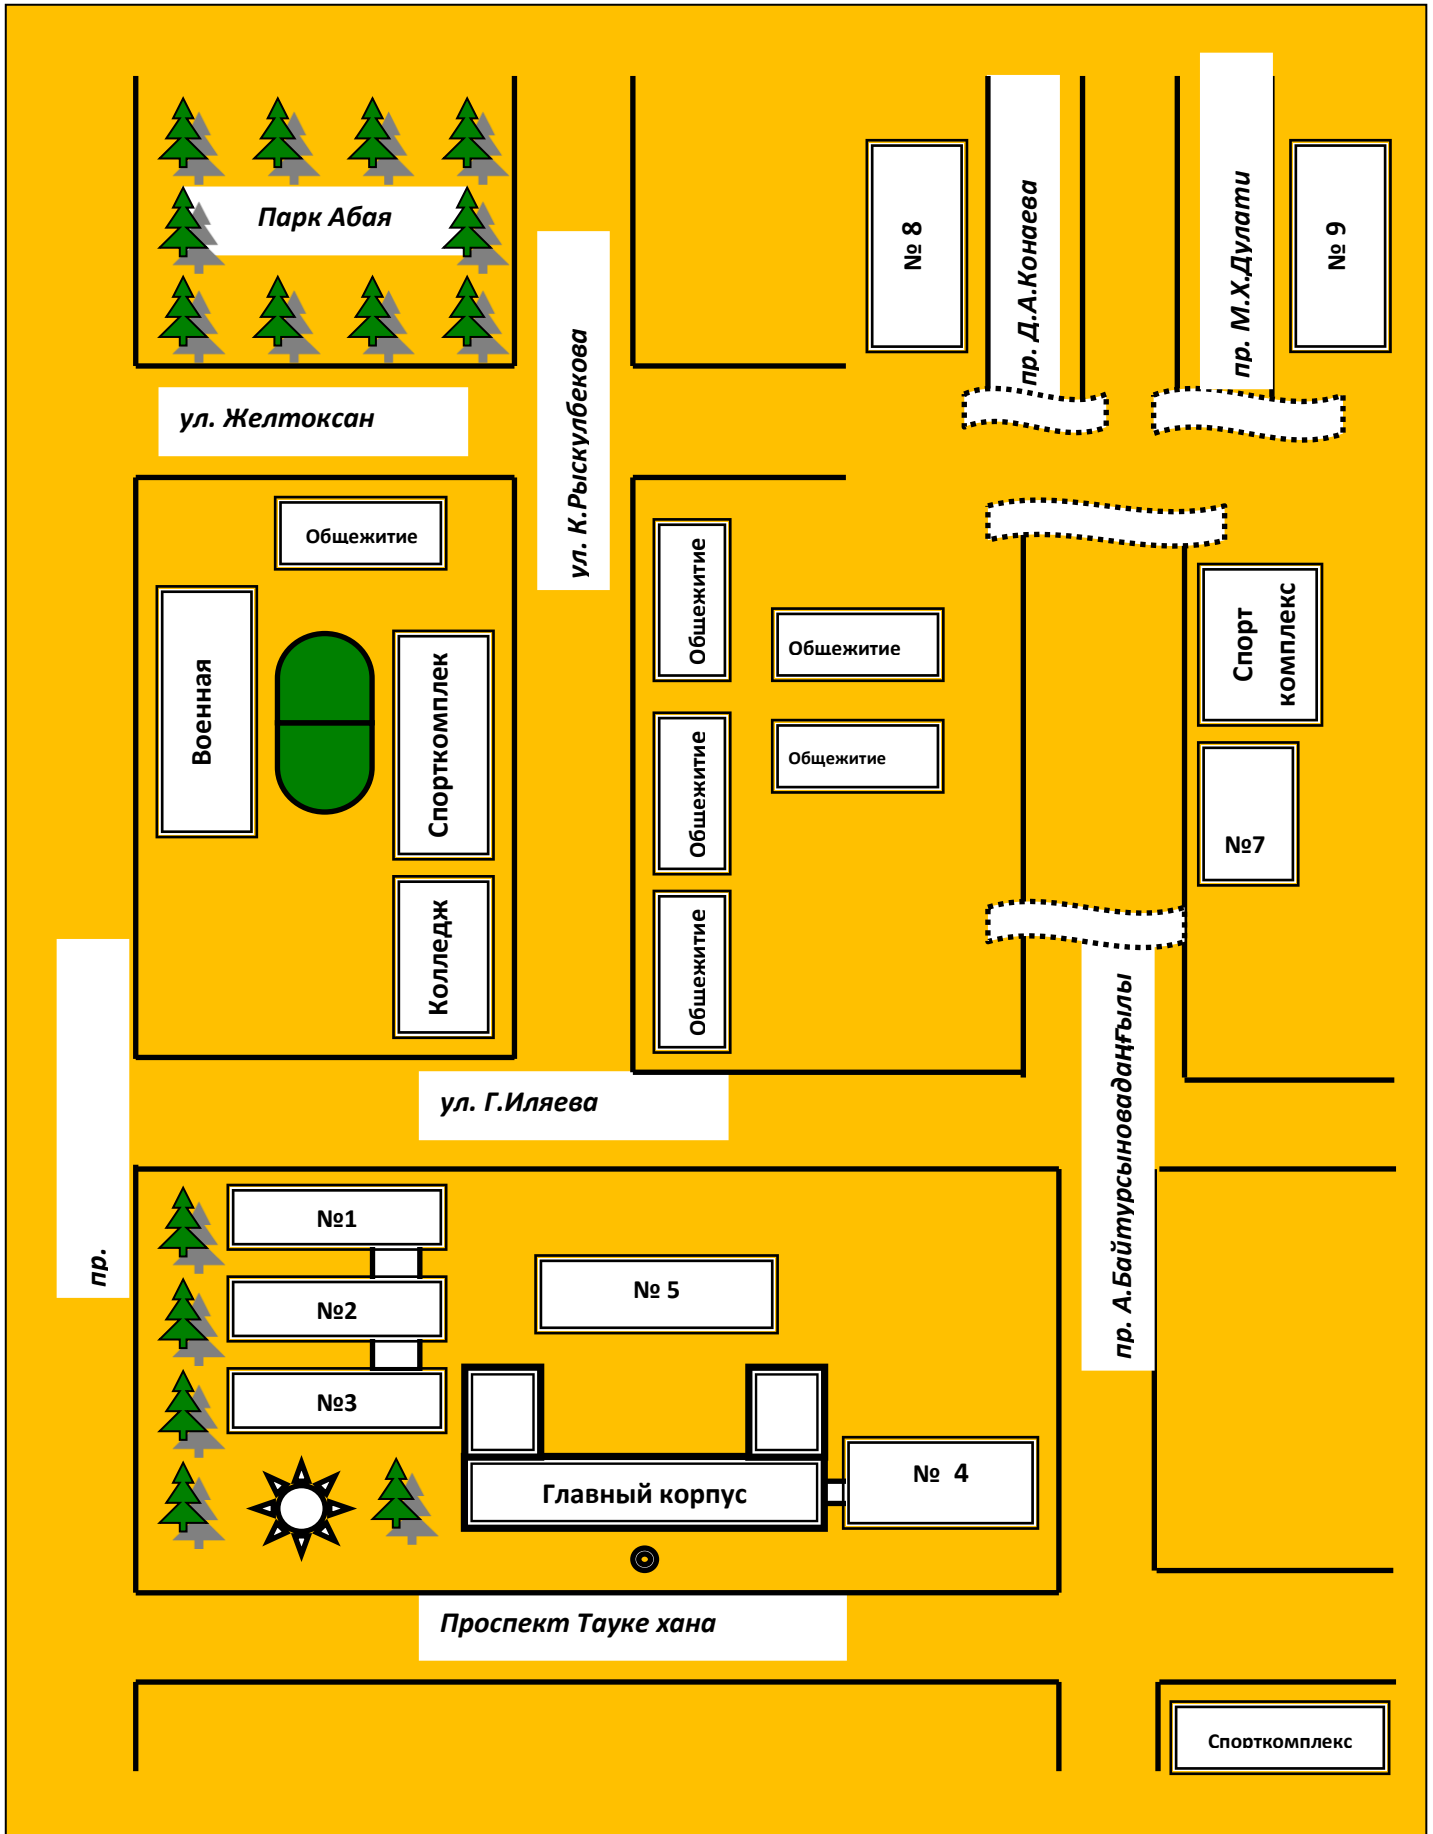 Парк Абая
№ 8
пр. Д.А.Конаева
пр. М.Х.Дулати
№ 9
ул. Желтоксан
ул. К.Рыскулбекова
Общежитие
Военная
Спорткомплек
Колледж
Общежитие
Общежитие
Общежитие
Общежитие
Общежитие
Спорт
комплекс
№7
пр.
ул. Г.Иляева
пр. А.Байтурсыновадаңғылы
№1
№2
№3
№ 5
Главный корпус
№ 4
Проспект Тауке хана
Спорткомплекс